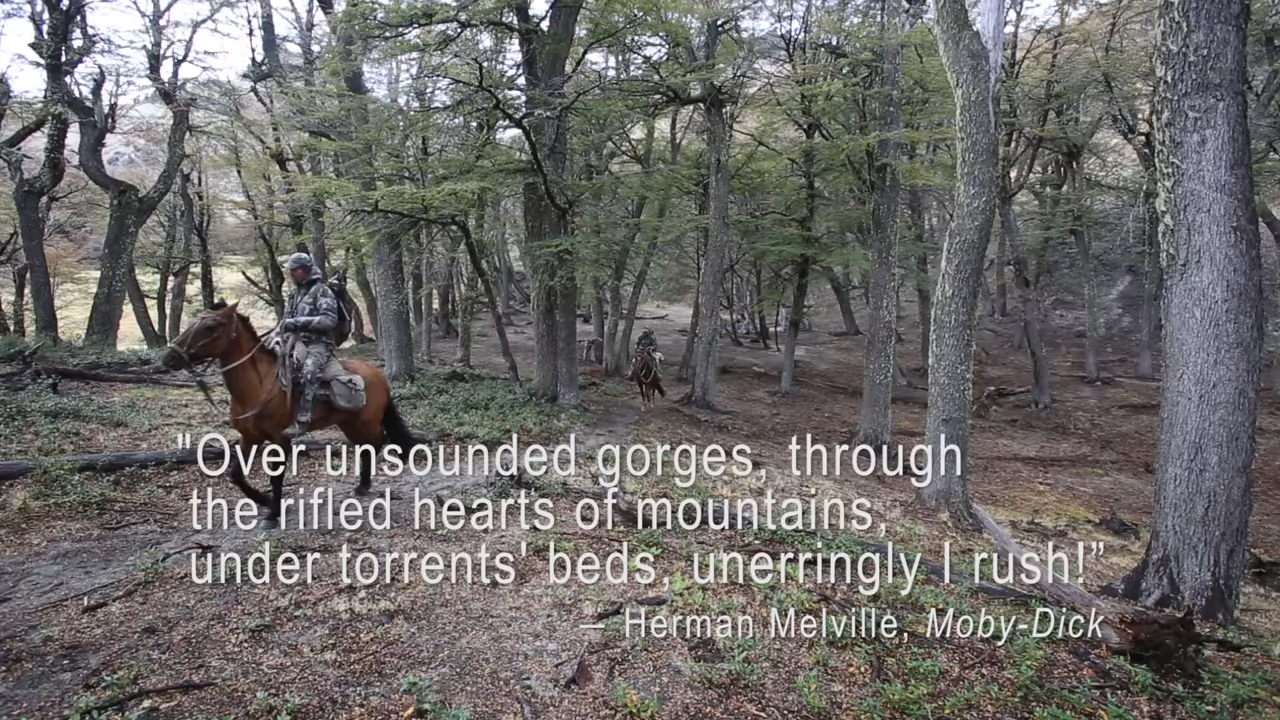 "Over unsounded gorges, through
the rifled hearts of mountains,
under torrents' beds, unerringly I rush!”
— Herman Melville, Moby-Dick